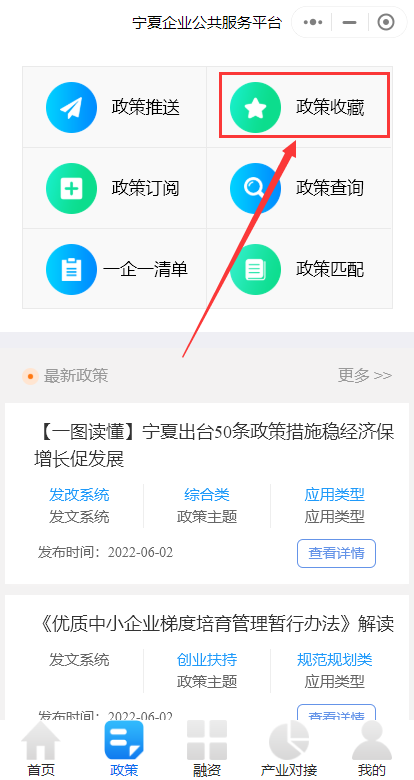 宁夏企业公共服务平台
政策推送 政策收藏
政策订阅 政策查询
一企一清单 政策匹配
最新政策 更多 >>
【一图读懂】宁夏出台50条政策措施稳经济保
增长促发展
发改系统 综合类 应用类型
发文系统 政策主题 应用类型
发布时间：2022-06-02 查看详情
《优质中小企业梯度培育管理暂行办法》解读
创业扶持 规范规划类
发文系统 政策主题 应用类型
发布时间：2022-06-02 查看详情
首页 政策 融资 产业对接 我的